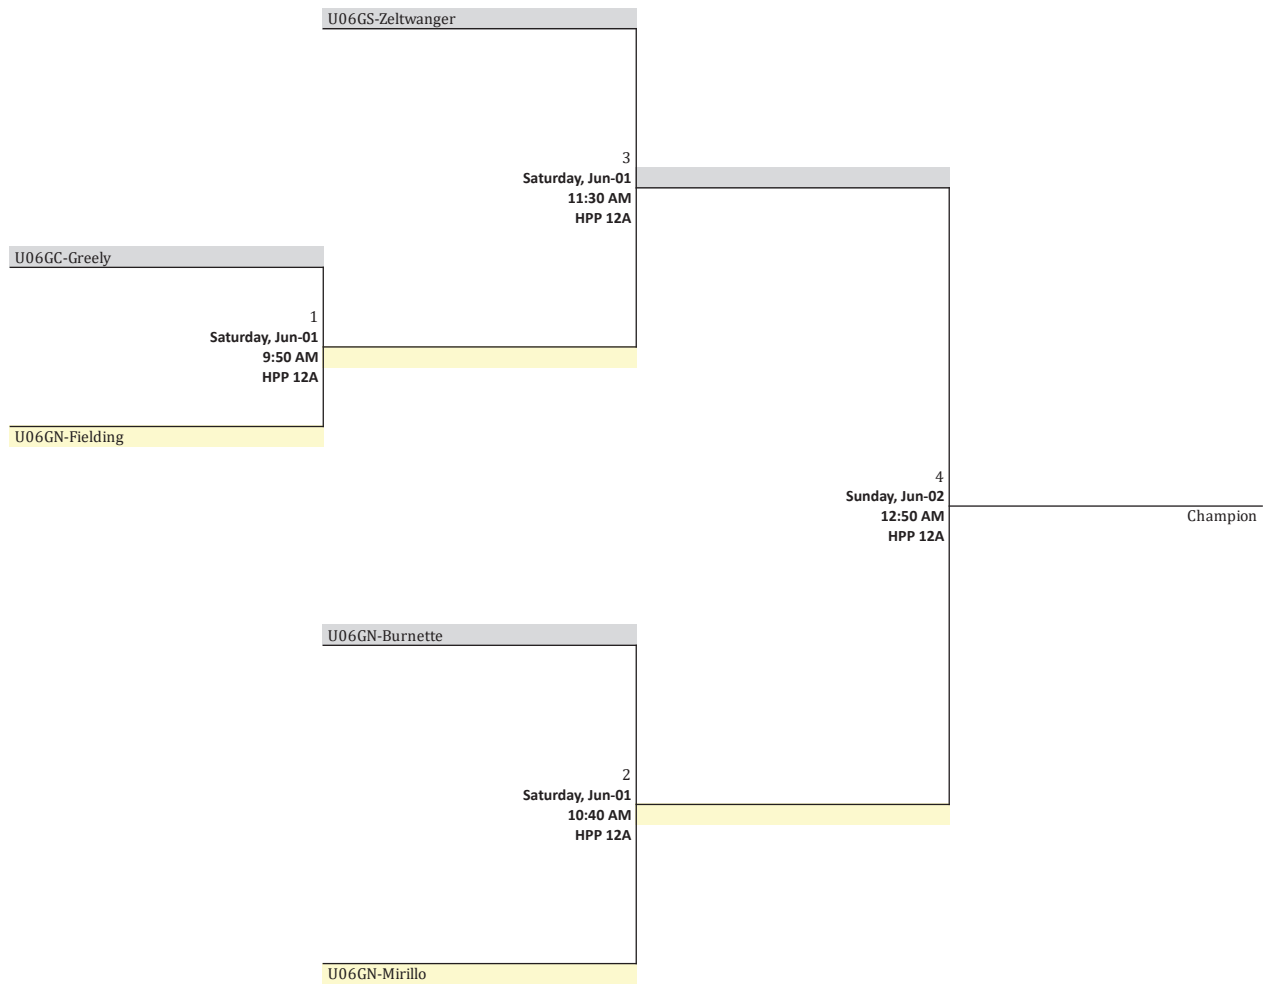 U06GS-Zeltwanger
3
Saturday, Jun-01
11:30 AM
HPP 12A
U06GC-Greely
1
Saturday, Jun-01
9:50 AM
HPP 12A
U06GN-Fielding
4
Sunday, Jun-02
12:50 AM
HPP 12A
Champion
U06GN-Burnette
2
Saturday, Jun-01
10:40 AM
HPP 12A
U06GN-Mirillo